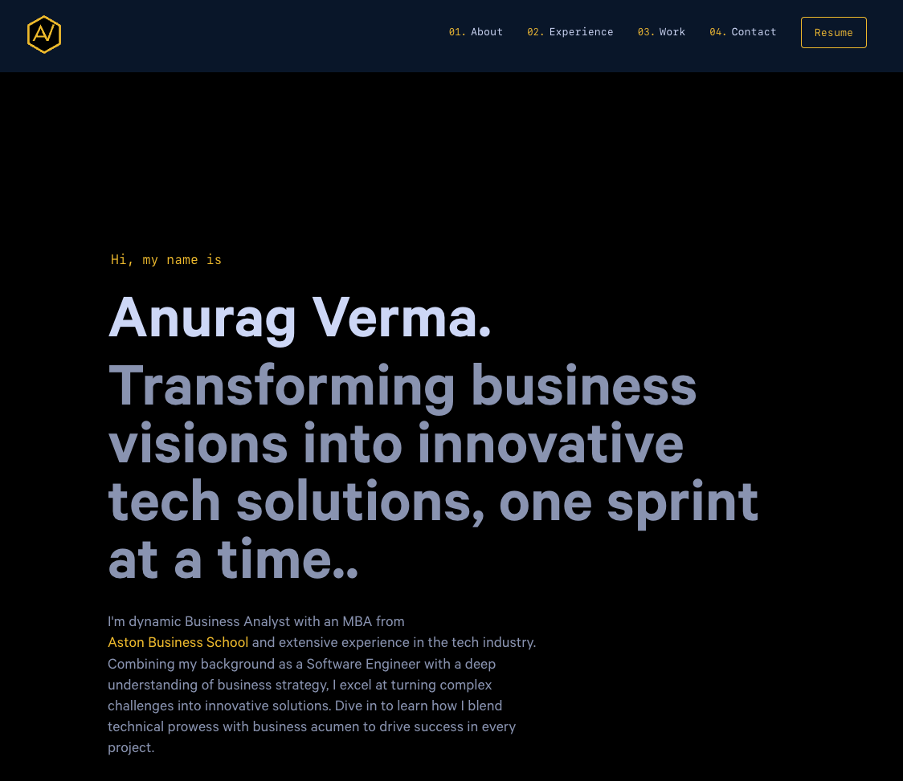 AV
01. About 02. Experience 03. Work 04. Contact Resume
Hi, my name is
Anurag Verma.
Transforming business
visions into innovative
tech solutions, one sprint
at a time..
I'm dynamic Business Analyst with an MBA from
Aston Business School and extensive experience in the tech industry.
Combining my background as a Software Engineer with a deep
understanding of business strategy, I excel at turning complex
challenges into innovative solutions. Dive in to learn how I blend
technical prowess with business acumen to drive success in every
project.